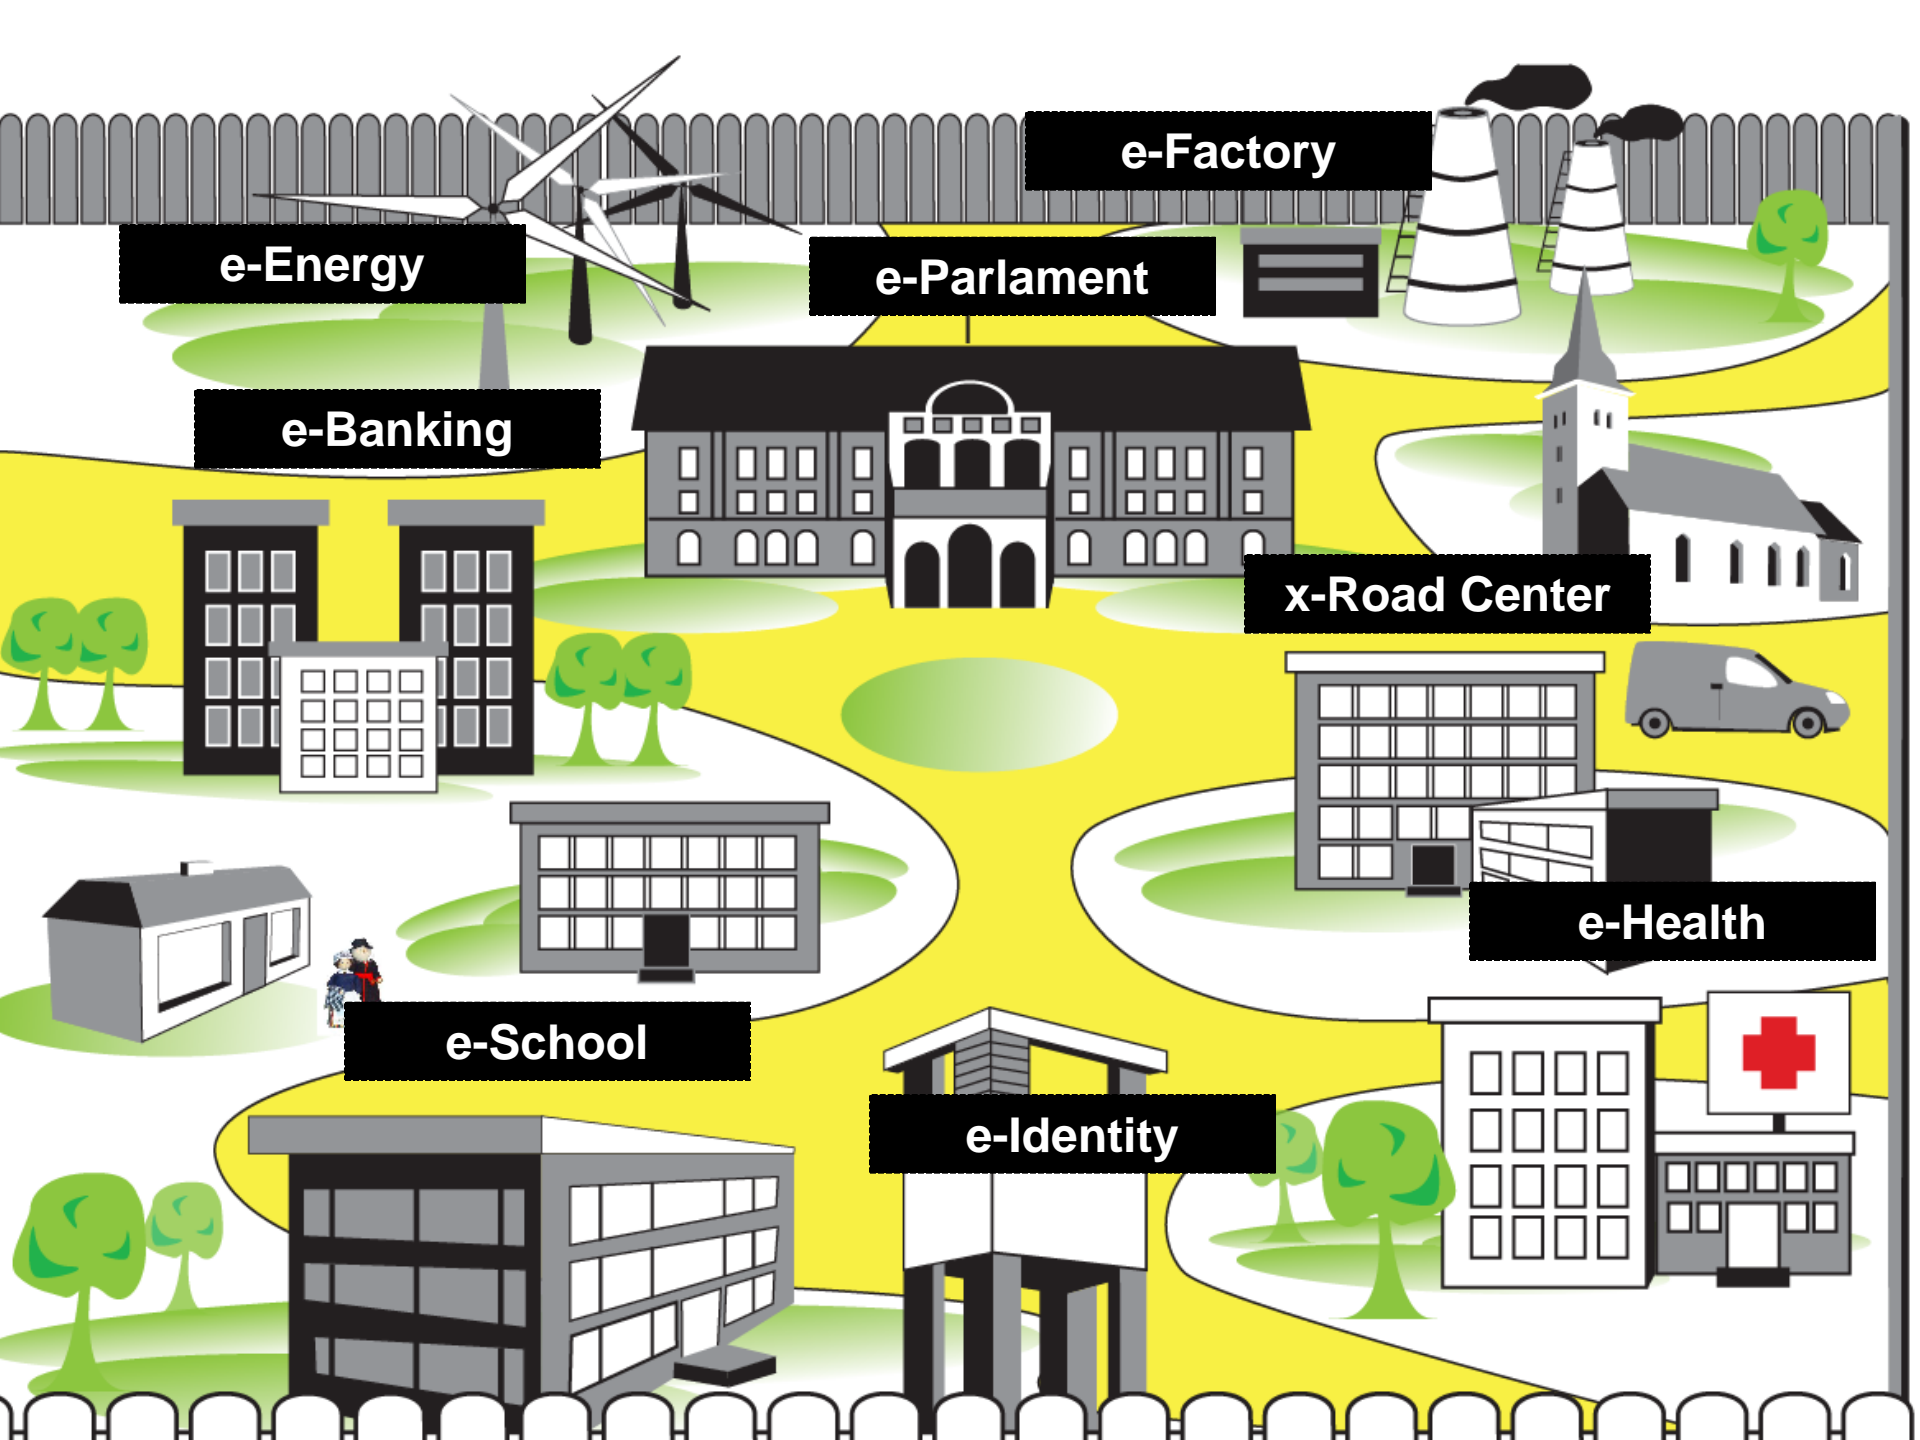 e-Factory
e-Energy
e-Parlament
e-Banking
x-Road Center
e-Health
e-School
e-Identity